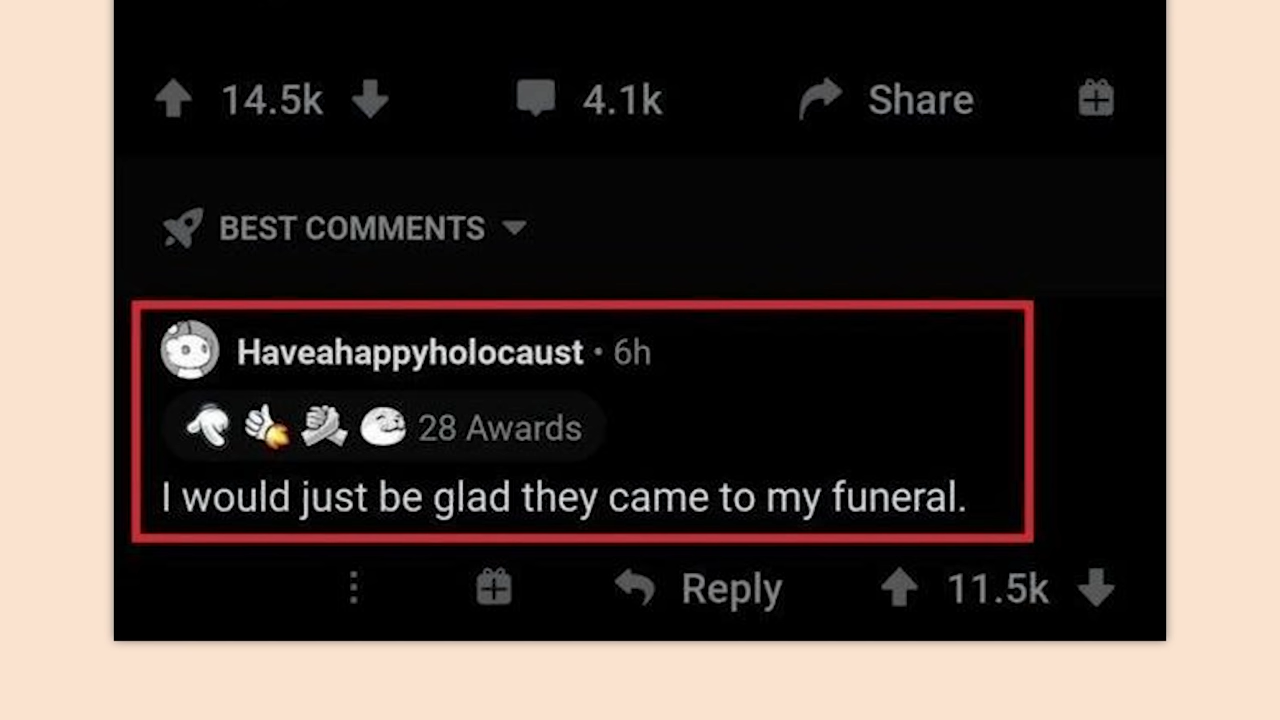 14.5k 4.1k Share
BEST COMMENTS
Haveahappyholocaust • 6h
28 Awards
I would just be glad they came to my funeral.
Reply 11.5k